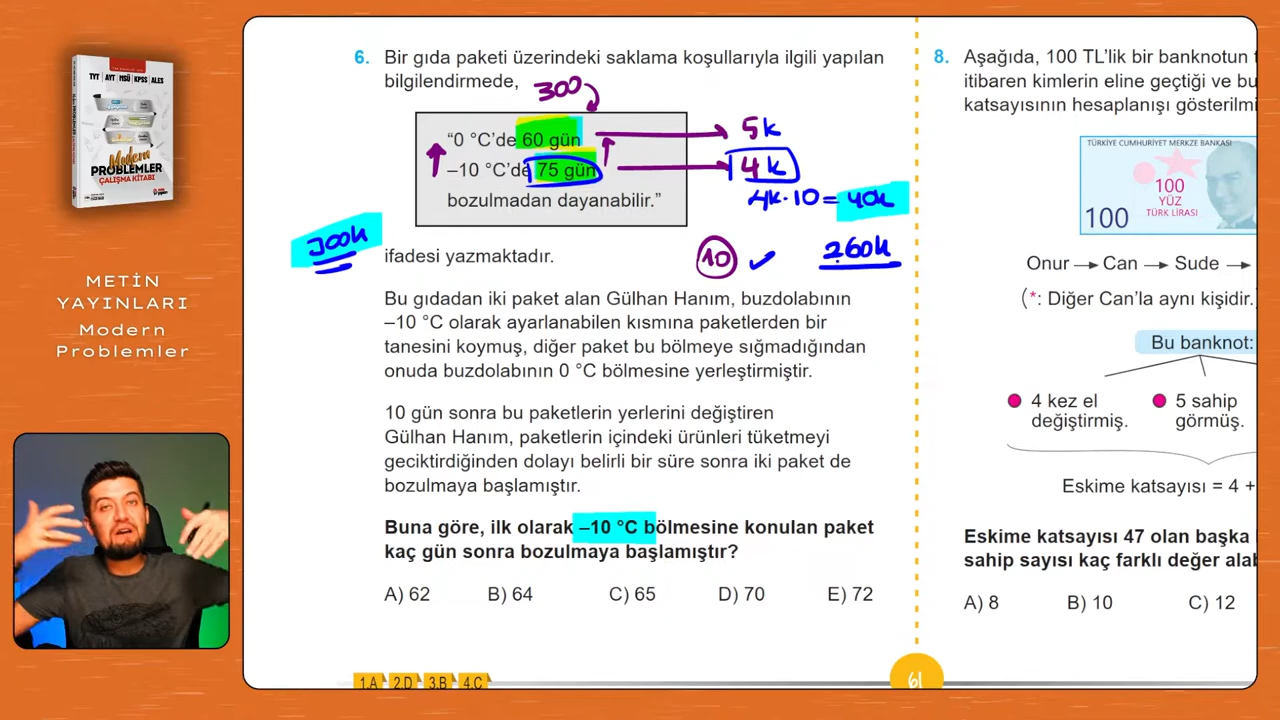 TYT | AYT | MSÜ | KPSS | ALES
Modern
PROBLEMLER
ÇALIŞMA KİTABI
METİN
YAYINLARI
Modern
Problemler
6. Bir gıda paketi üzerindeki saklama koşullarıyla ilgili yapılan
bilgilendirmede,
300
"0 °C'de 60 gün
–10 °C'de 75 gün
bozulmadan dayanabilir."
5k
4k
4k·10=40k
300k
10
260k
ifadesi yazmaktadır.
Bu gıdadan iki paket alan Gülhan Hanım, buzdolabının
–10 °C olarak ayarlanabilen kısmına paketlerden bir
tanesini koymuş, diğer paket bu bölmeye sığmadığından
onuda buzdolabının 0 °C bölmesine yerleştirmiştir.
10 gün sonra bu paketlerin yerlerini değiştiren
Gülhan Hanım, paketlerin içindeki ürünleri tüketmeyi
geciktirdiğinden dolayı belirli bir süre sonra iki paket de
bozulmaya başlamıştır.
Buna göre, ilk olarak –10 °C bölmesine konulan paket
kaç gün sonra bozulmaya başlamıştır?
A) 62 B) 64 C) 65 D) 70 E) 72
1.A 2.D 3.B 4.C
61
8. Aşağıda, 100 TL'lik bir banknotun
itibaren kimlerin eline geçtiği ve bu
katsayısının hesaplanışı gösterilmi
TÜRKİYE CUMHURİYET MERKZE BANKASI
100
YÜZ
TÜRK LİRASI
100
Onur → Can → Sude →
(*: Diğer Can'la aynı kişidir.
Bu banknot:
4 kez el
değiştirmiş.
5 sahip
görmüş.
Eskime katsayısı = 4 +
Eskime katsayısı 47 olan başka
sahip sayısı kaç farklı değer
A) 8 B) 10 C) 12